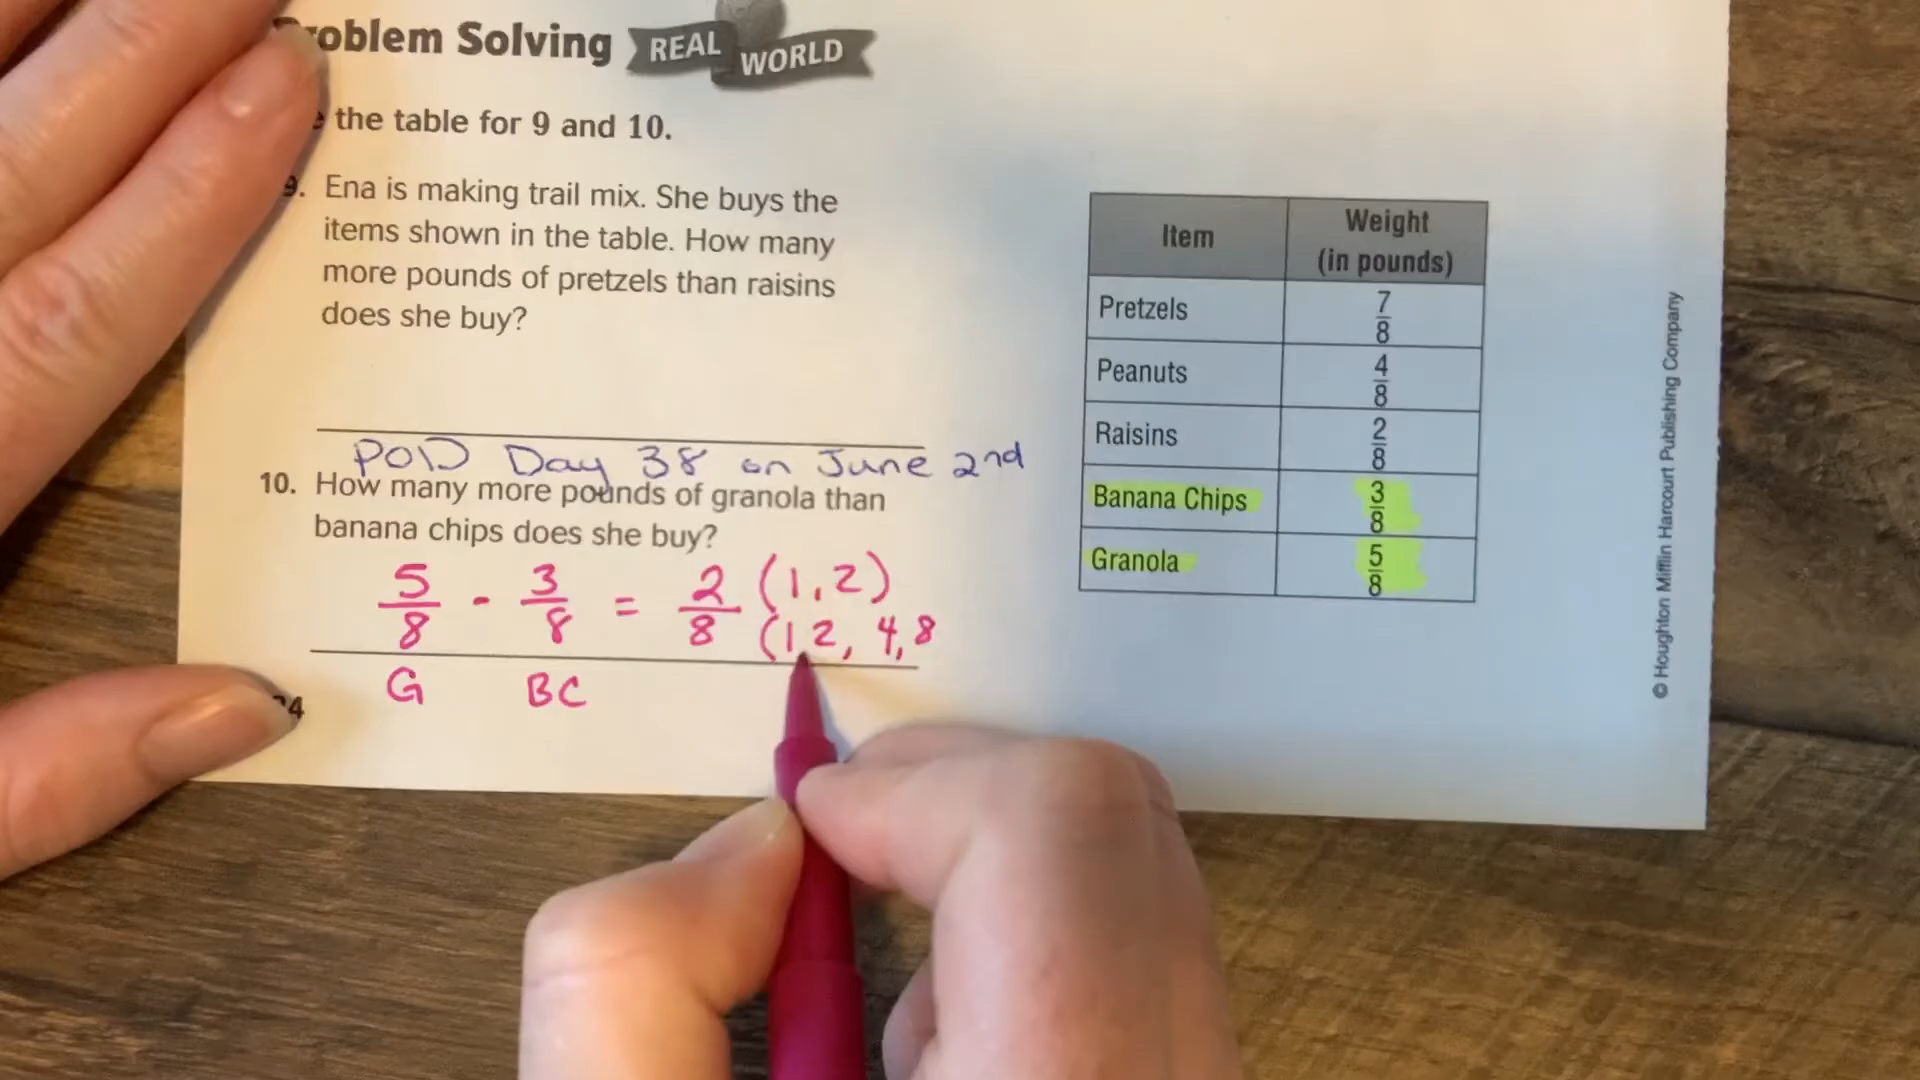 Problem Solving REAL WORLD
the table for 9 and 10.
9. Ena is making trail mix. She buys the
items shown in the table. How many
more pounds of pretzels than raisins
does she buy?
POD Day 38 on June 2nd
10. How many more pounds of granola than
banana chips does she buy?
5/8 - 3/8 = 2/8 (1,2)
(1,2, 4,8
G BC
Item Weight (in pounds)
Pretzels 7/8
Peanuts 4/8
Raisins 2/8
Banana Chips 3/8
Granola 5/8
© Houghton Mifflin Harcourt Publishing Company